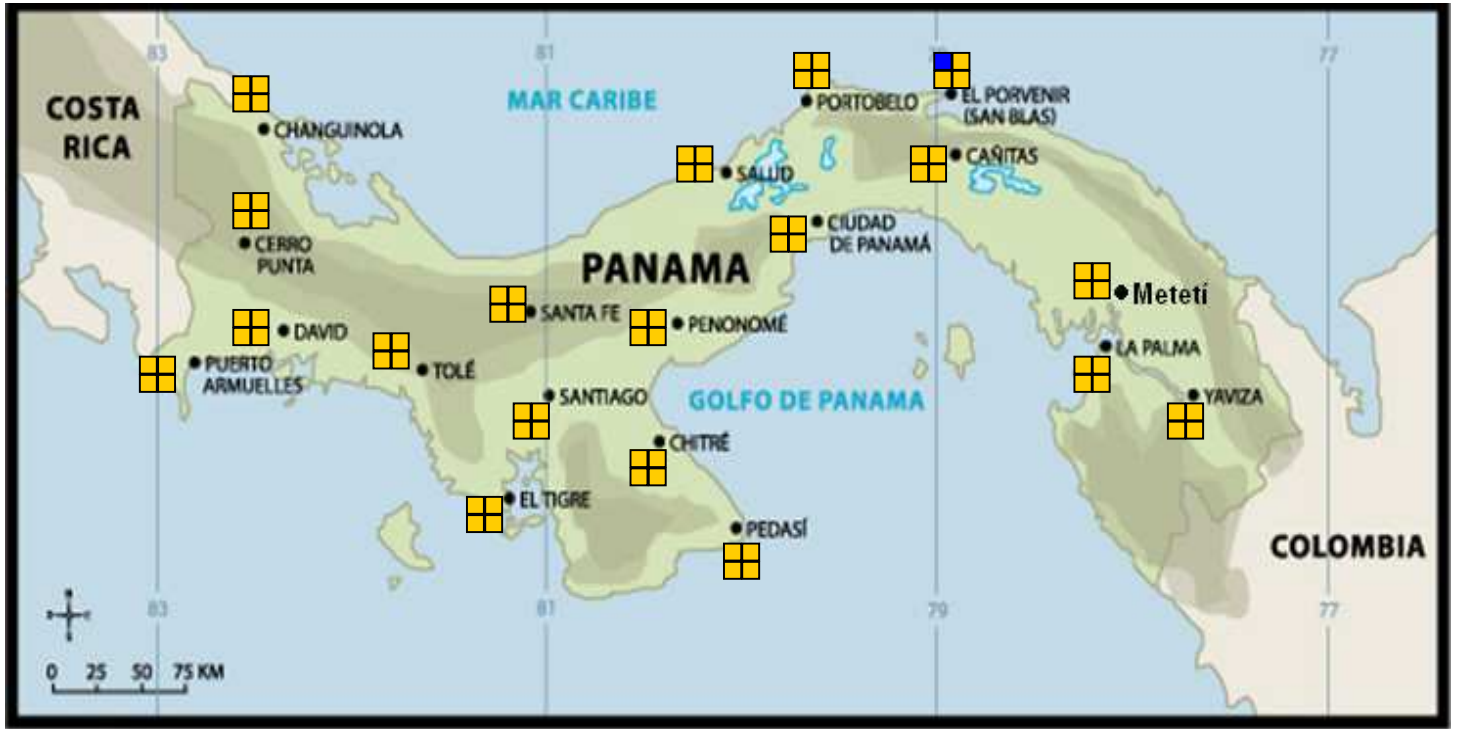 83
81
79
77
COSTA
RICA
MAR CARIBE
CHANGUINOLA
PORTOBELO
EL PORVENIR
(SAN BLAS)
SALUD
CAÑITAS
CERRO
PUNTA
CIUDAD
DE PANAMÁ
PANAMA
Metetí
SANTA FE
PENONOMÉ
DAVID
LA PALMA
PUERTO
ARMUELLES
TOLÉ
SANTIAGO
GOLFO DE PANAMA
YAVIZA
CHITRÉ
EL TIGRE
PEDASÍ
COLOMBIA
83
81
79
77
0 25 50 75 KM